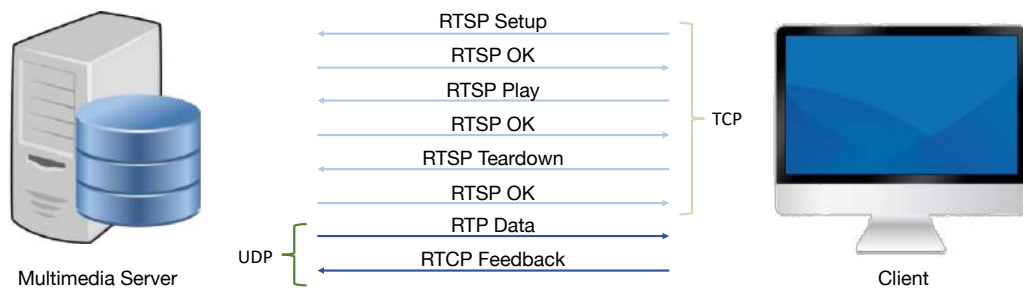 RTSP Setup
RTSP OK
RTSP Play
RTSP OK
TCP
RTSP Teardown
RTSP OK
RTP Data
UDP
RTCP Feedback
Multimedia Server
Client